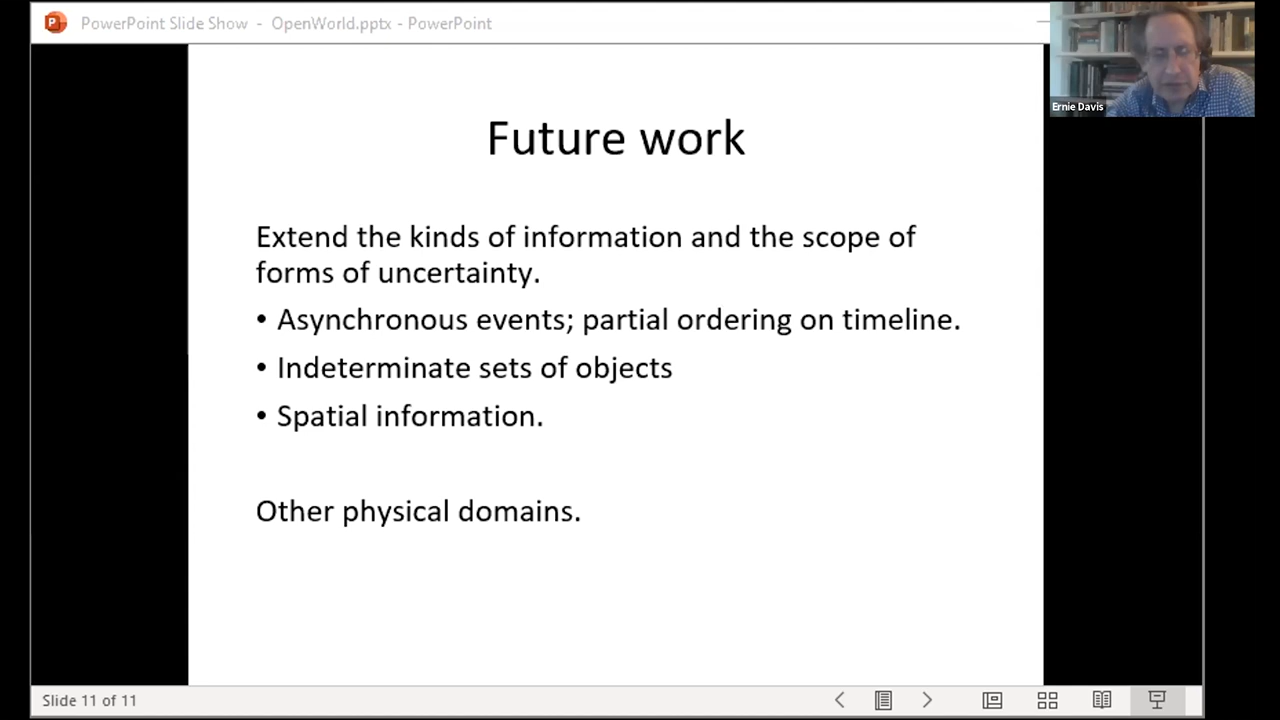 PowerPoint Slide Show - OpenWorld.pptx - PowerPoint
Ernie Davis
Future work
Extend the kinds of information and the scope of
forms of uncertainty.
• Asynchronous events; partial ordering on timeline.
• Indeterminate sets of objects
• Spatial information.
Other physical domains.
Slide 11 of 11